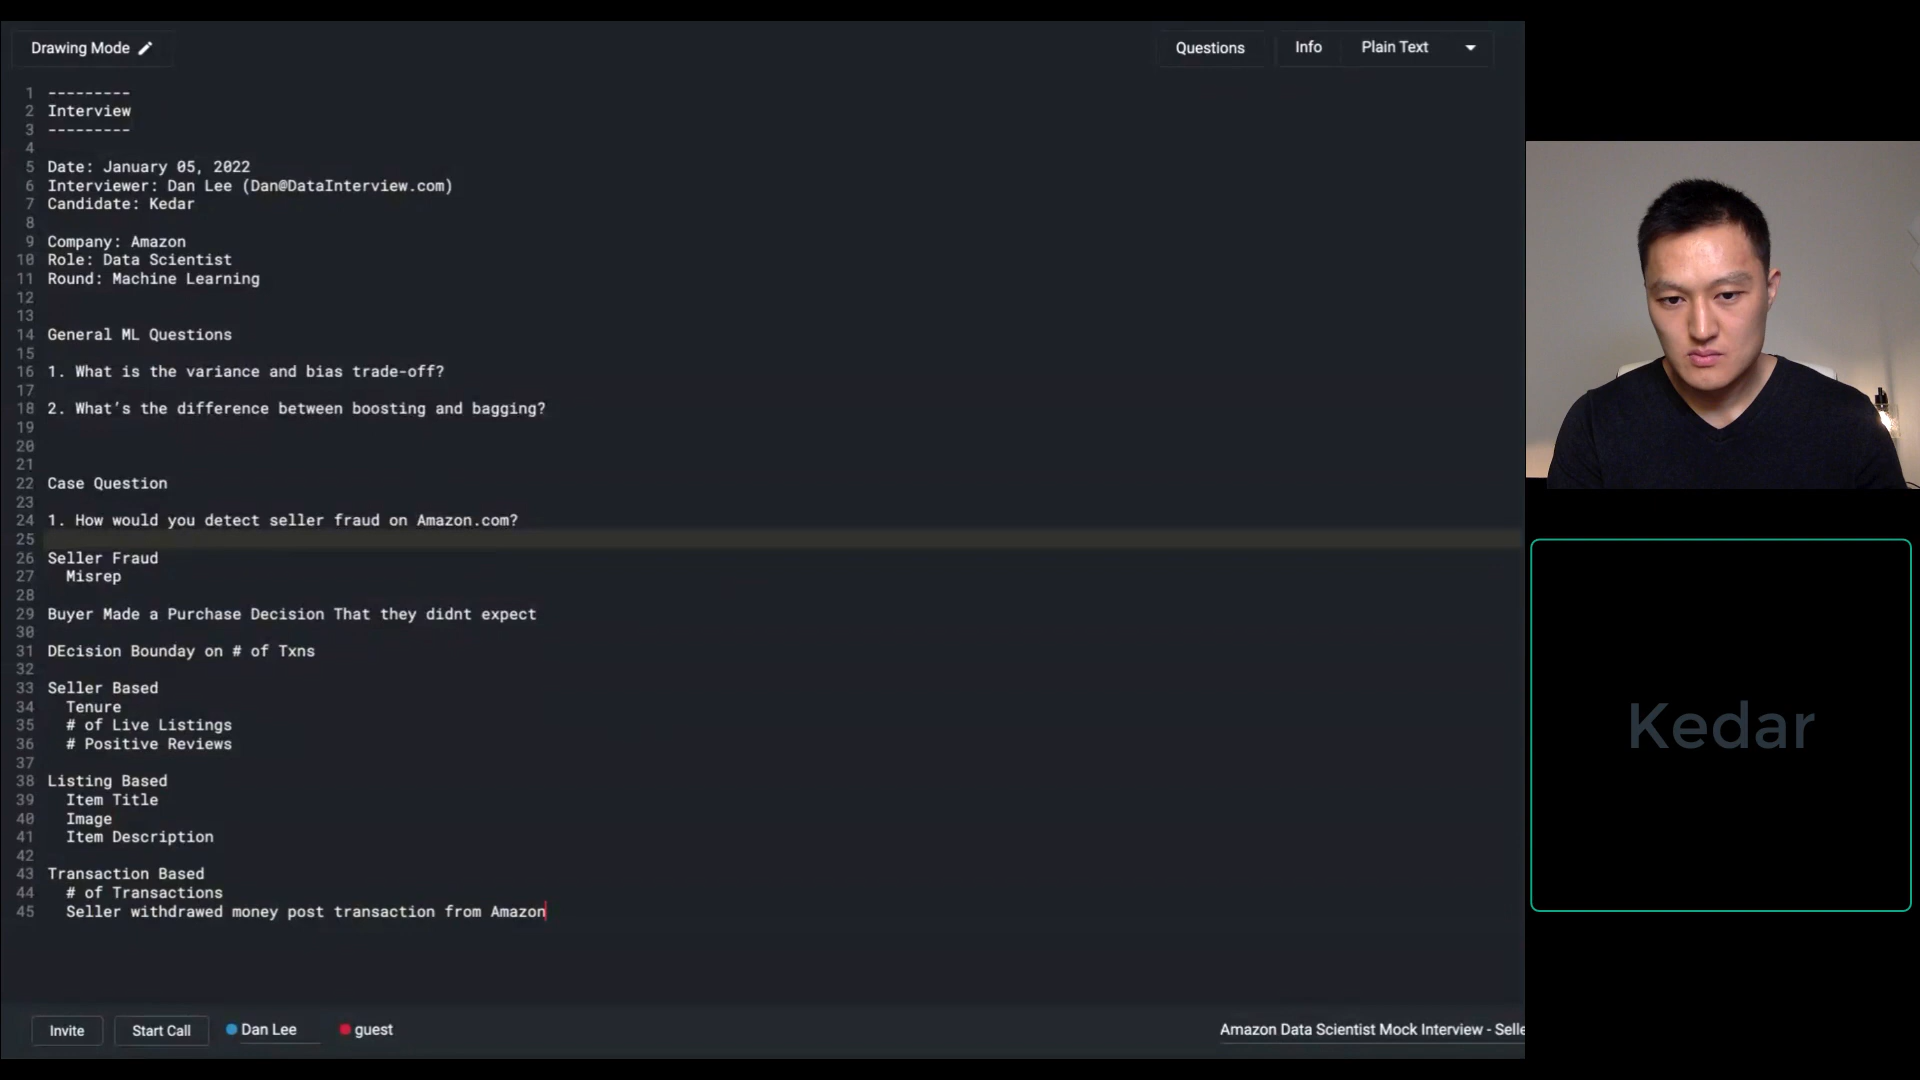 Drawing Mode
Questions
Info
Plain Text
1 ---------
2 Interview
3 ---------
4
5 Date: January 05, 2022
6 Interviewer: Dan Lee (Dan@DataInterview.com)
7 Candidate: Kedar
8
9 Company: Amazon
10 Role: Data Scientist
11 Round: Machine Learning
12
13
14 General ML Questions
15
16 1. What is the variance and bias trade-off?
17
18 2. What's the difference between boosting and bagging?
19
20
21
22 Case Question
23
24 1. How would you detect seller fraud on Amazon.com?
25
26 Seller Fraud
27 Misrep
28
29 Buyer Made a Purchase Decision That they didnt expect
30
31 DEcision Bounday on # of Txns
32
33 Seller Based
34 Tenure
35 # of Live Listings
36 # Positive Reviews
37
38 Listing Based
39 Item Title
40 Image
41 Item Description
42
43 Transaction Based
44 # of Transactions
45 Seller withdrawed money post transaction from Amazon
Kedar
Invite
Start Call
Dan Lee
guest
Amazon Data Scientist Mock Interview - Selle